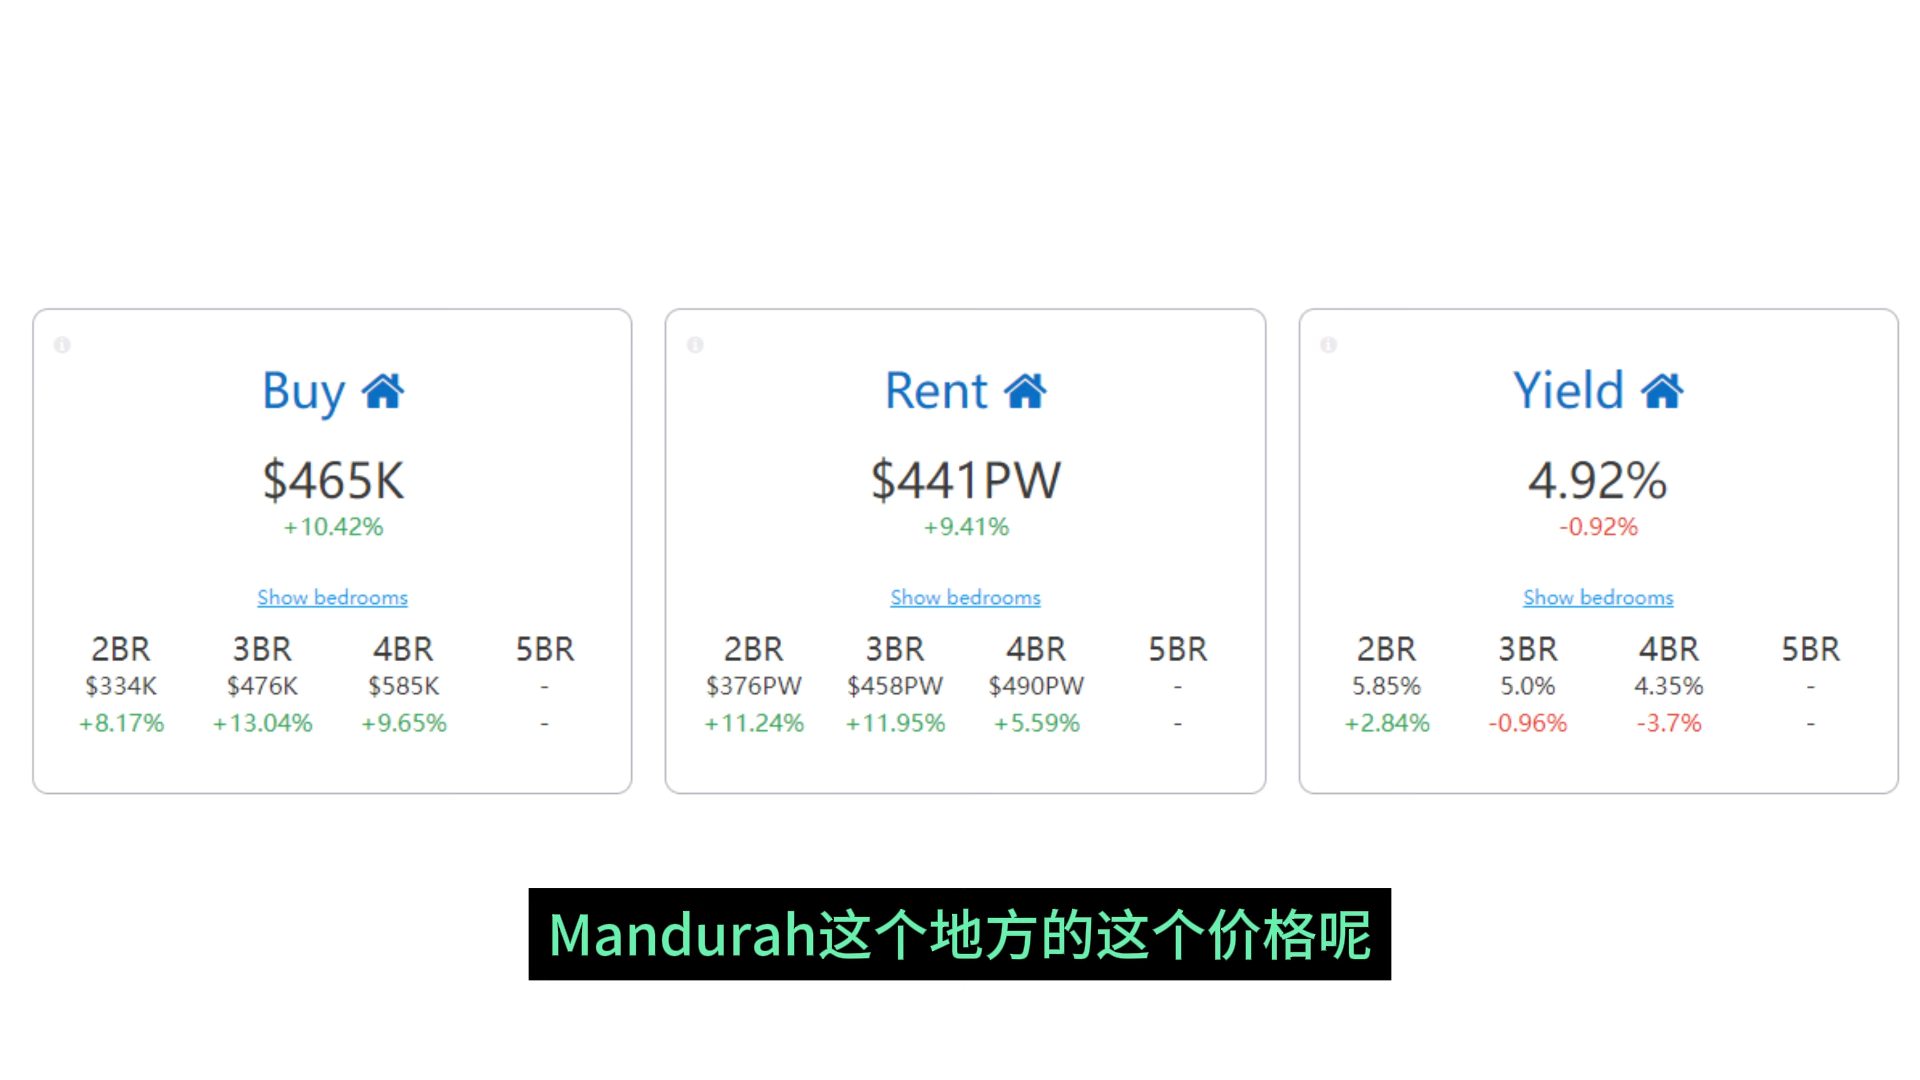 Buy
$465K
+10.42%
Show bedrooms
2BR 3BR 4BR 5BR
$334K $476K $585K -
+8.17% +13.04% +9.65% -
Rent
$441PW
+9.41%
Show bedrooms
2BR 3BR 4BR 5BR
$376PW $458PW $490PW -
+11.24% +11.95% +5.59% -
Yield
4.92%
-0.92%
Show bedrooms
2BR 3BR 4BR 5BR
5.85% 5.0% 4.35% -
+2.84% -0.96% -3.7% -
Mandurah这个地方的这个价格呢